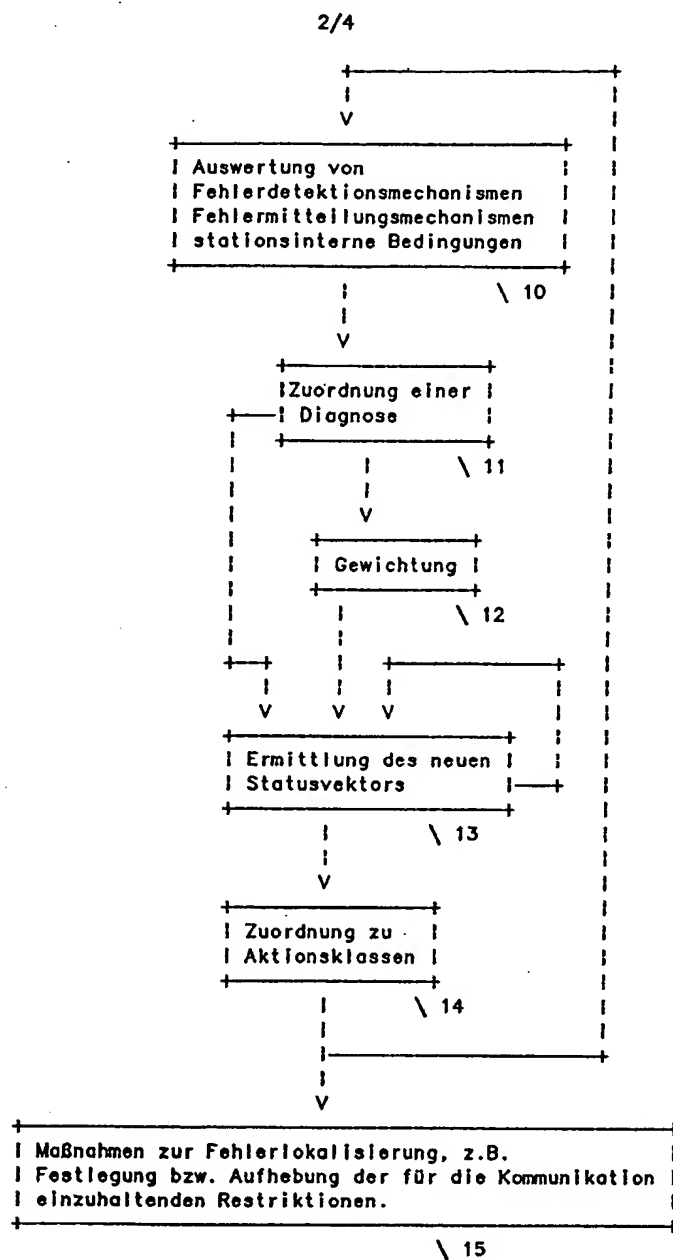 2/4
Auswertung von
Fehlerdetektionsmechanismen
Fehlermitteilungsmechanismen
stationsinterne Bedingungen
10
Zuordnung einer
Diagnose
11
Gewichtung
12
Ermittlung des neuen
Statusvektors
13
Zuordnung zu
Aktionsklassen
14
Maßnahmen zur Fehlerlokalisierung, z.B.
Festlegung bzw. Aufhebung der für die Kommunikation
einzuhaltenden Restriktionen.
15